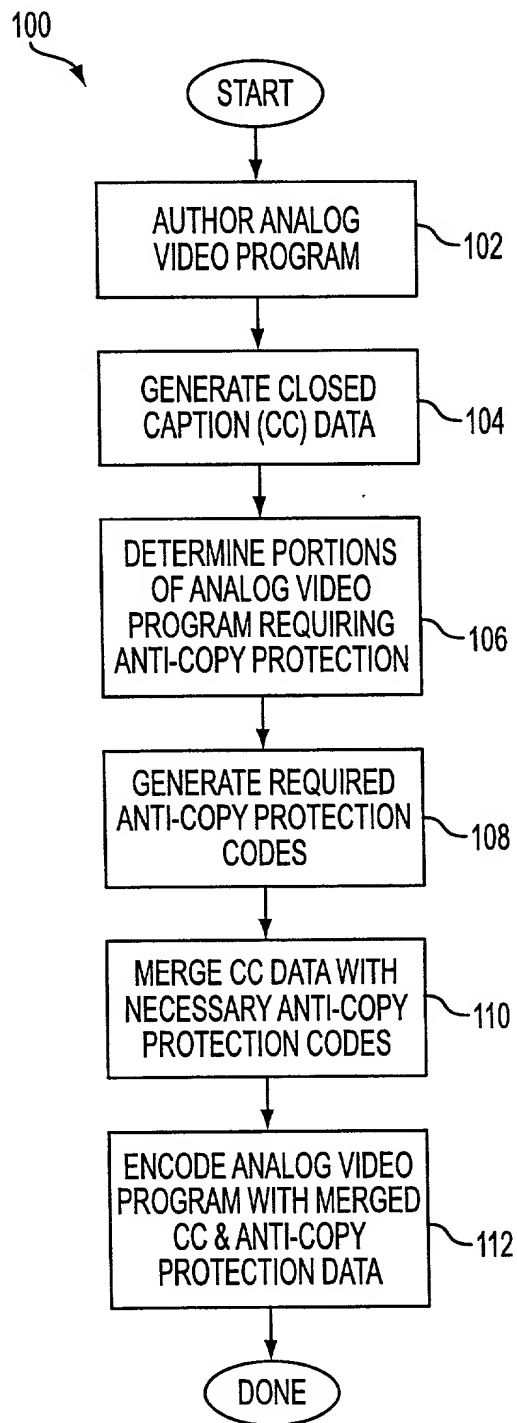 100
START
AUTHOR ANALOG
VIDEO PROGRAM
102
GENERATE CLOSED
CAPTION (CC) DATA
104
DETERMINE PORTIONS
OF ANALOG VIDEO
PROGRAM REQUIRING
ANTI-COPY PROTECTION
106
GENERATE REQUIRED
ANTI-COPY PROTECTION
CODES
108
MERGE CC DATA WITH
NECESSARY ANTI-COPY
PROTECTION CODES
110
ENCODE ANALOG VIDEO
PROGRAM WITH MERGED
CC & ANTI-COPY
PROTECTION DATA
112
DONE